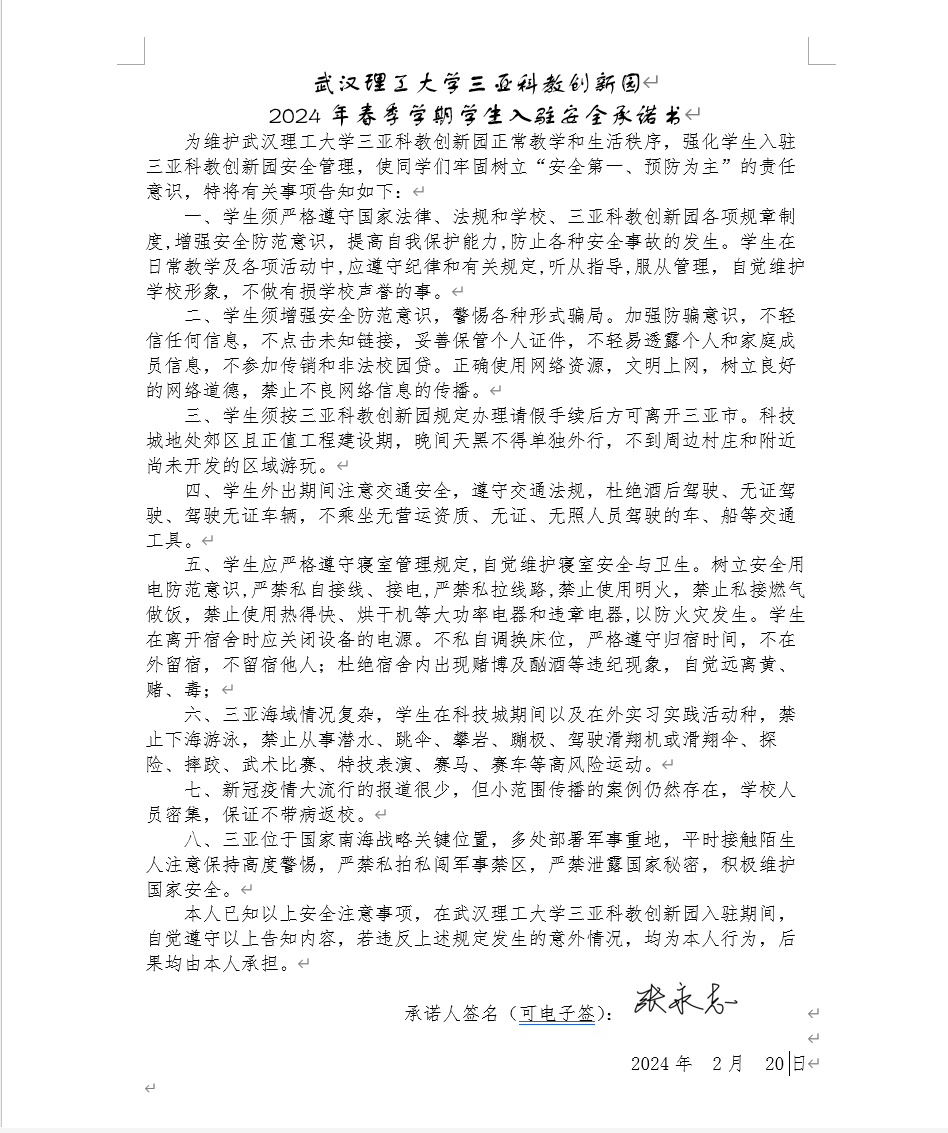 武汉理工大学三亚科教创新园
2024 年春季学期学生入驻安全承诺书
为维护武汉理工大学三亚科教创新园正常教学和生活秩序，强化学生入驻
三亚科教创新园安全管理，使同学们牢固树立“安全第一、预防为主”的责任
意识，特将有关事项告知如下：
一、学生须严格遵守国家法律、法规和学校、三亚科教创新园各项规章制
度,增强安全防范意识，提高自我保护能力,防止各种安全事故的发生。学生在
日常教学及各项活动中,应遵守纪律和有关规定,听从指导,服从管理，自觉维护
学校形象，不做有损学校声誉的事。
二、学生须增强安全防范意识，警惕各种形式骗局。加强防骗意识，不轻
信任何信息，不点击未知链接，妥善保管个人证件，不轻易透露个人和家庭成
员信息，不参加传销和非法校园贷。正确使用网络资源，文明上网，树立良好
的网络道德，禁止不良网络信息的传播。
三、学生须按三亚科教创新园规定办理请假手续后方可离开三亚市。科技
城地处郊区且正值工程建设期，晚间天黑不得单独外行，不到周边村庄和附近
尚未开发的区域游玩。
四、学生外出期间注意交通安全，遵守交通法规，杜绝酒后驾驶、无证驾
驶、驾驶无证车辆，不乘坐无营运资质、无证、无照人员驾驶的车、船等交通
工具。
五、学生应严格遵守寝室管理规定,自觉维护寝室安全与卫生。树立安全用
电防范意识,严禁私自接线、接电,严禁私拉线路,禁止使用明火，禁止私接燃气
做饭，禁止使用热得快、烘干机等大功率电器和违章电器,以防火灾发生。学生
在离开宿舍时应关闭设备的电源。不私自调换床位，严格遵守归宿时间，不在
外留宿，不留宿他人；杜绝宿舍内出现赌博及酗酒等违纪现象，自觉远离黄、
赌、毒；
六、三亚海域情况复杂，学生在科技城期间以及在外实习实践活动种，禁
止下海游泳，禁止从事潜水、跳伞、攀岩、蹦极、驾驶滑翔机或滑翔伞、探
险、摔跤、武术比赛、特技表演、赛马、赛车等高风险运动。
七、新冠疫情大流行的报道很少，但小范围传播的案例仍然存在，学校人
员密集，保证不带病返校。
八、三亚位于国家南海战略关键位置，多处部署军事重地，平时接触陌生
人注意保持高度警惕，严禁私拍私闯军事禁区，严禁泄露国家秘密，积极维护
国家安全。
本人已知以上安全注意事项，在武汉理工大学三亚科教创新园入驻期间，
自觉遵守以上告知内容，若违反上述规定发生的意外情况，均为本人行为，后
果均由本人承担。
承诺人签名（可电子签）： 张永志
2024 年 2 月 20 日